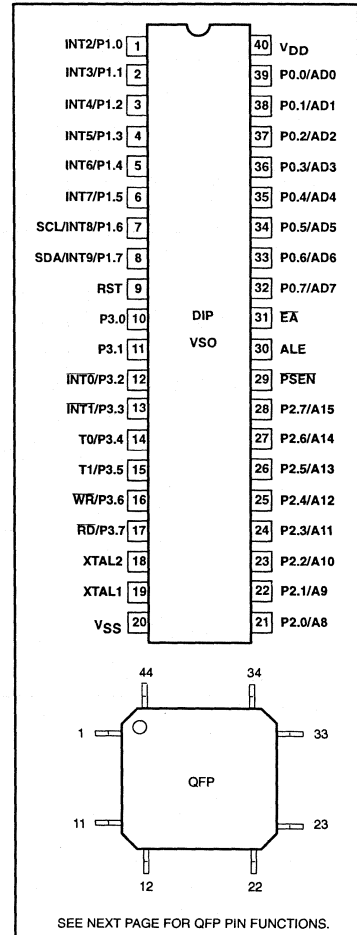 INT2/P1.0 1 40 VDD
INT3/P1.1 2 39 P0.0/AD0
INT4/P1.2 3 38 P0.1/AD1
INT5/P1.3 4 37 P0.2/AD2
INT6/P1.4 5 36 P0.3/AD3
INT7/P1.5 6 35 P0.4/AD4
SCL/INT8/P1.6 7 34 P0.5/AD5
SDA/INT9/P1.7 8 33 P0.6/AD6
RST 9 32 P0.7/AD7
P3.0 10 DIP 31 E̅A̅
P3.1 11 VSO 30 ALE
I̅N̅T̅0̅/P3.2 12 29 P̅S̅E̅N̅
I̅N̅T̅1̅/P3.3 13 28 P2.7/A15
T0/P3.4 14 27 P2.6/A14
T1/P3.5 15 26 P2.5/A13
W̅R̅/P3.6 16 25 P2.4/A12
R̅D̅/P3.7 17 24 P2.3/A11
XTAL2 18 23 P2.2/A10
XTAL1 19 22 P2.1/A9
VSS 20 21 P2.0/A8
44 34
1 33
QFP
11 23
12 22
SEE NEXT PAGE FOR QFP PIN FUNCTIONS.